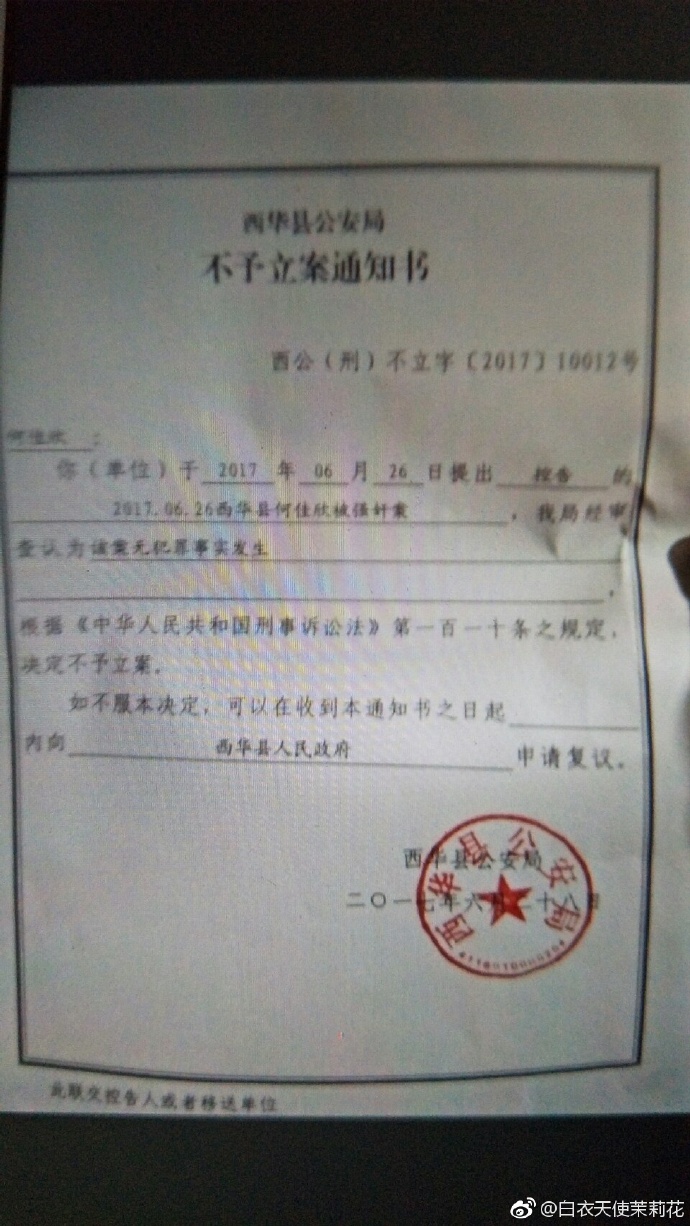 西华县公安局
不予立案通知书
西公（刑）不立字〔2017〕10012号
何佳欣：
你（单位）于 2017 年 06 月 26 日提出 控告 的
2017.06.26西华县何佳欣被强奸案，我局经审
查认为该案无犯罪事实发生
，
根据《中华人民共和国刑事诉讼法》第一百一十条之规定，
决定不予立案。
如不服本决定，可以在收到本通知书之日起
内向 西华县人民政府 申请复议。
西华县公安局
二〇一七年六月二十八日
西华县公安局
此联交控告人或者移送单位
@白衣天使茉莉花